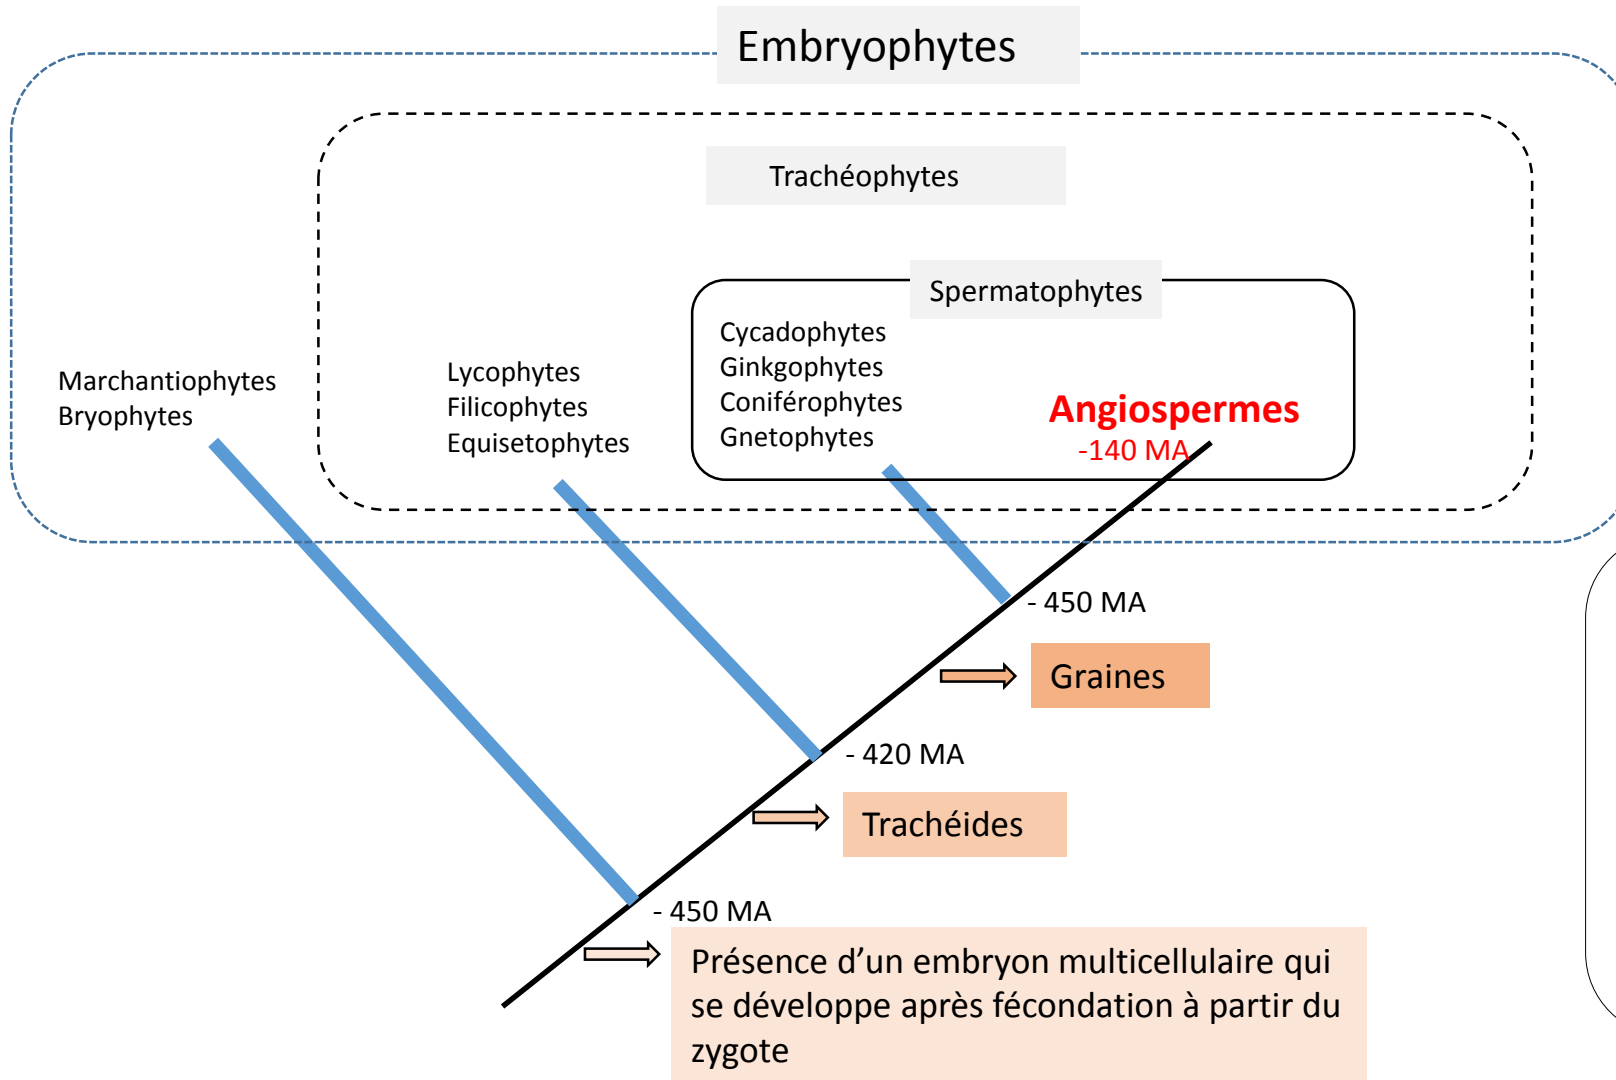 Embryophytes
Trachéophytes
Spermatophytes
Cycadophytes
Ginkgophytes
Coniférophytes
Gnetophytes
Marchantiophytes
Bryophytes
Lycophytes
Filicophytes
Equisetophytes
Angiospermes
-140 MA
- 450 MA
Graines
- 420 MA
Trachéides
- 450 MA
Présence d’un embryon multicellulaire qui
se développe après fécondation à partir du
zygote